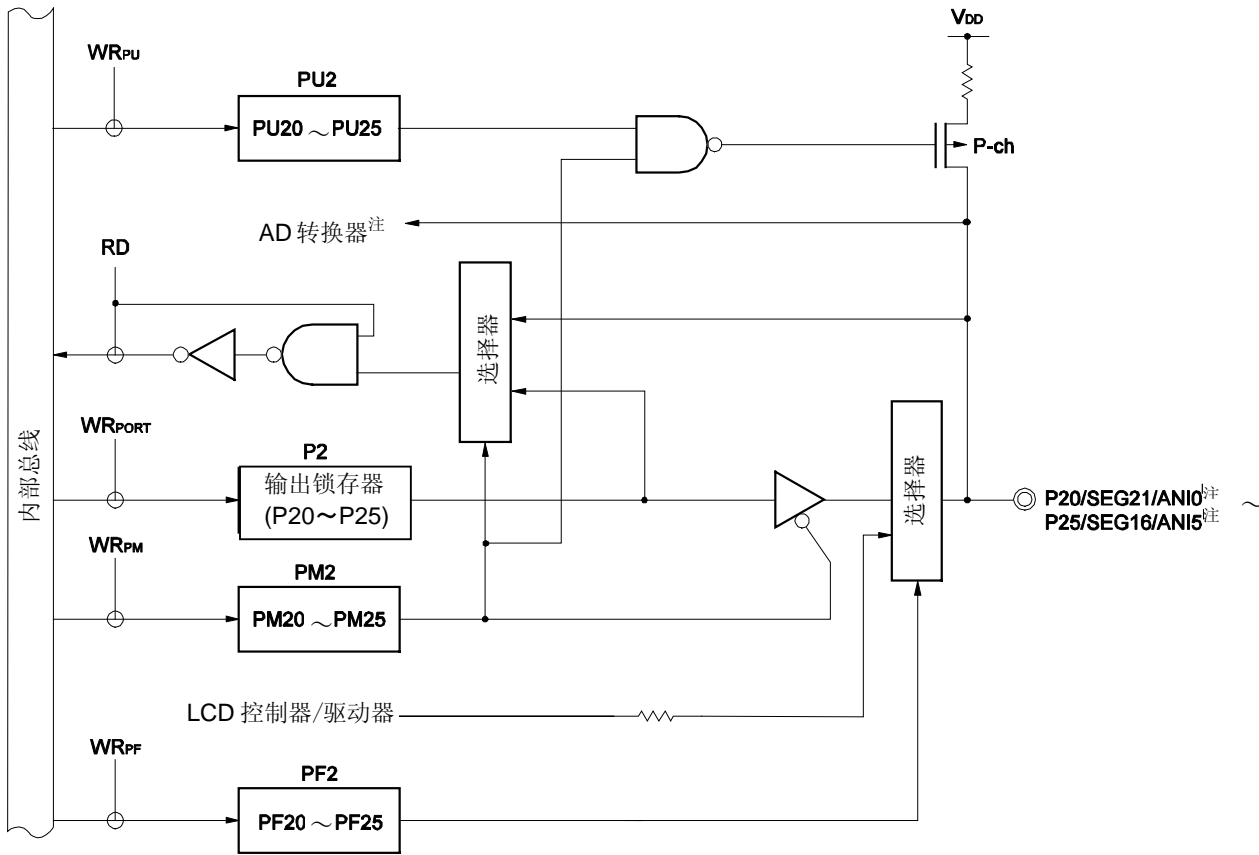 VDD
WRPU
PU2
PU20 ～PU25
P-ch
AD 转换器注
RD
选择器
WRPORT
P2
输出锁存器
(P20～P25)
选择器
P20/SEG21/ANI0注 ～
P25/SEG16/ANI5注
内部总线
WRPM
PM2
PM20 ～PM25
LCD 控制器/驱动器
WRPF
PF2
PF20 ～PF25